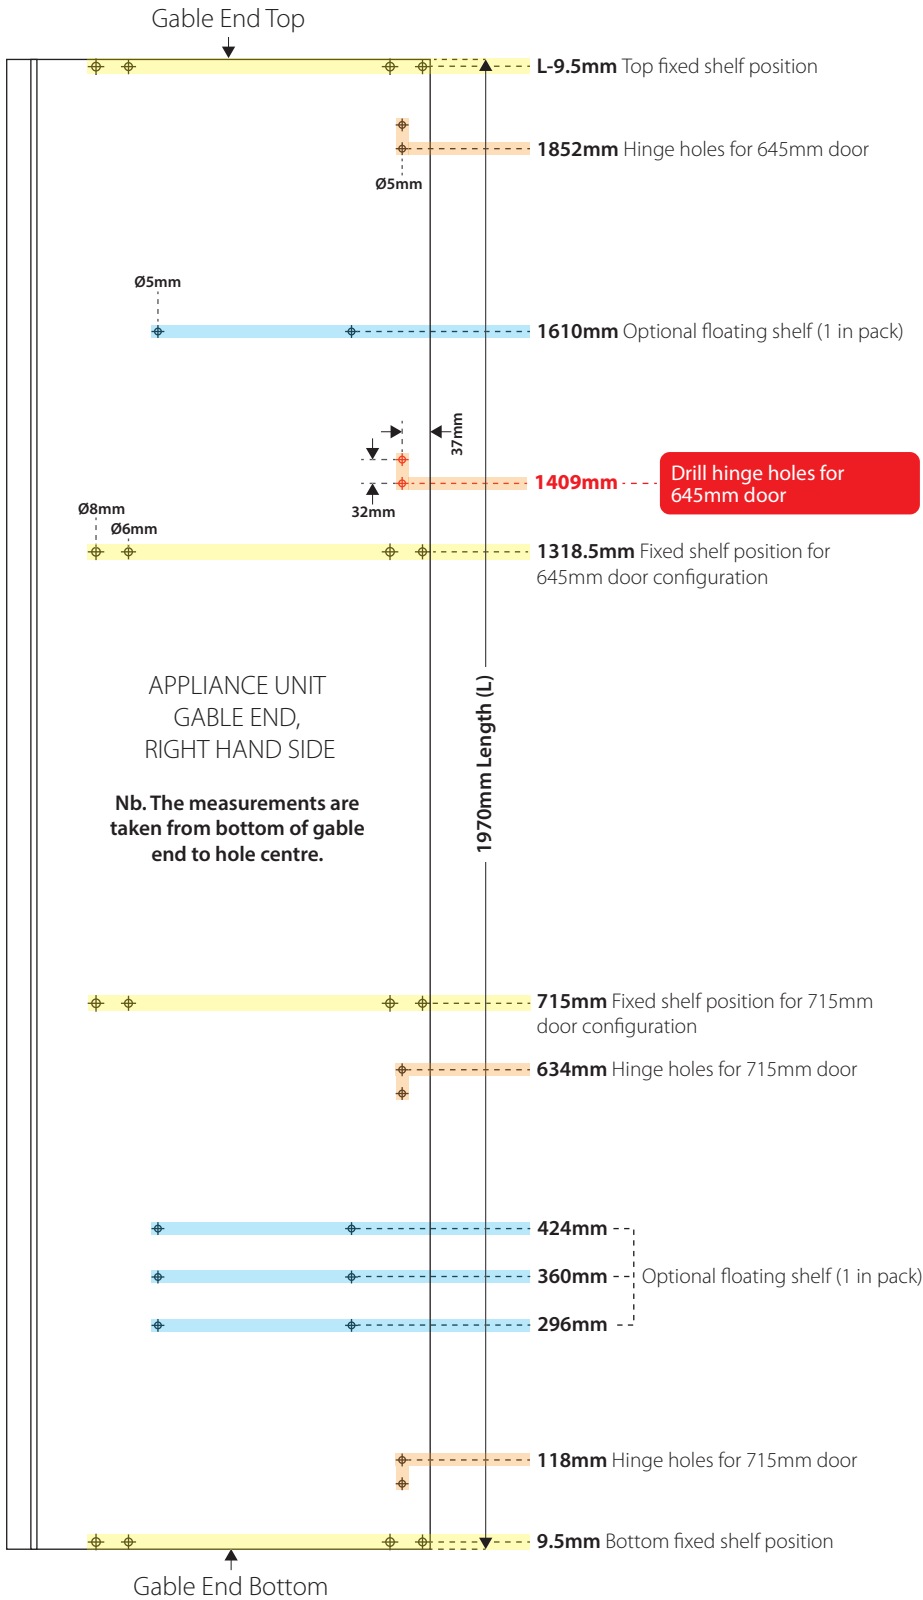 Gable End Top
L-9.5mm Top fixed shelf position
1852mm Hinge holes for 645mm door
Ø5mm
Ø5mm
1610mm Optional floating shelf (1 in pack)
37mm
1409mm
Drill hinge holes for
645mm door
32mm
Ø8mm
Ø6mm
1318.5mm Fixed shelf position for
645mm door configuration
APPLIANCE UNIT
GABLE END,
RIGHT HAND SIDE
1970mm Length (L)
Nb. The measurements are
taken from bottom of gable
end to hole centre.
715mm Fixed shelf position for 715mm
door configuration
634mm Hinge holes for 715mm door
424mm
360mm
Optional floating shelf (1 in pack)
296mm
118mm Hinge holes for 715mm door
9.5mm Bottom fixed shelf position
Gable End Bottom